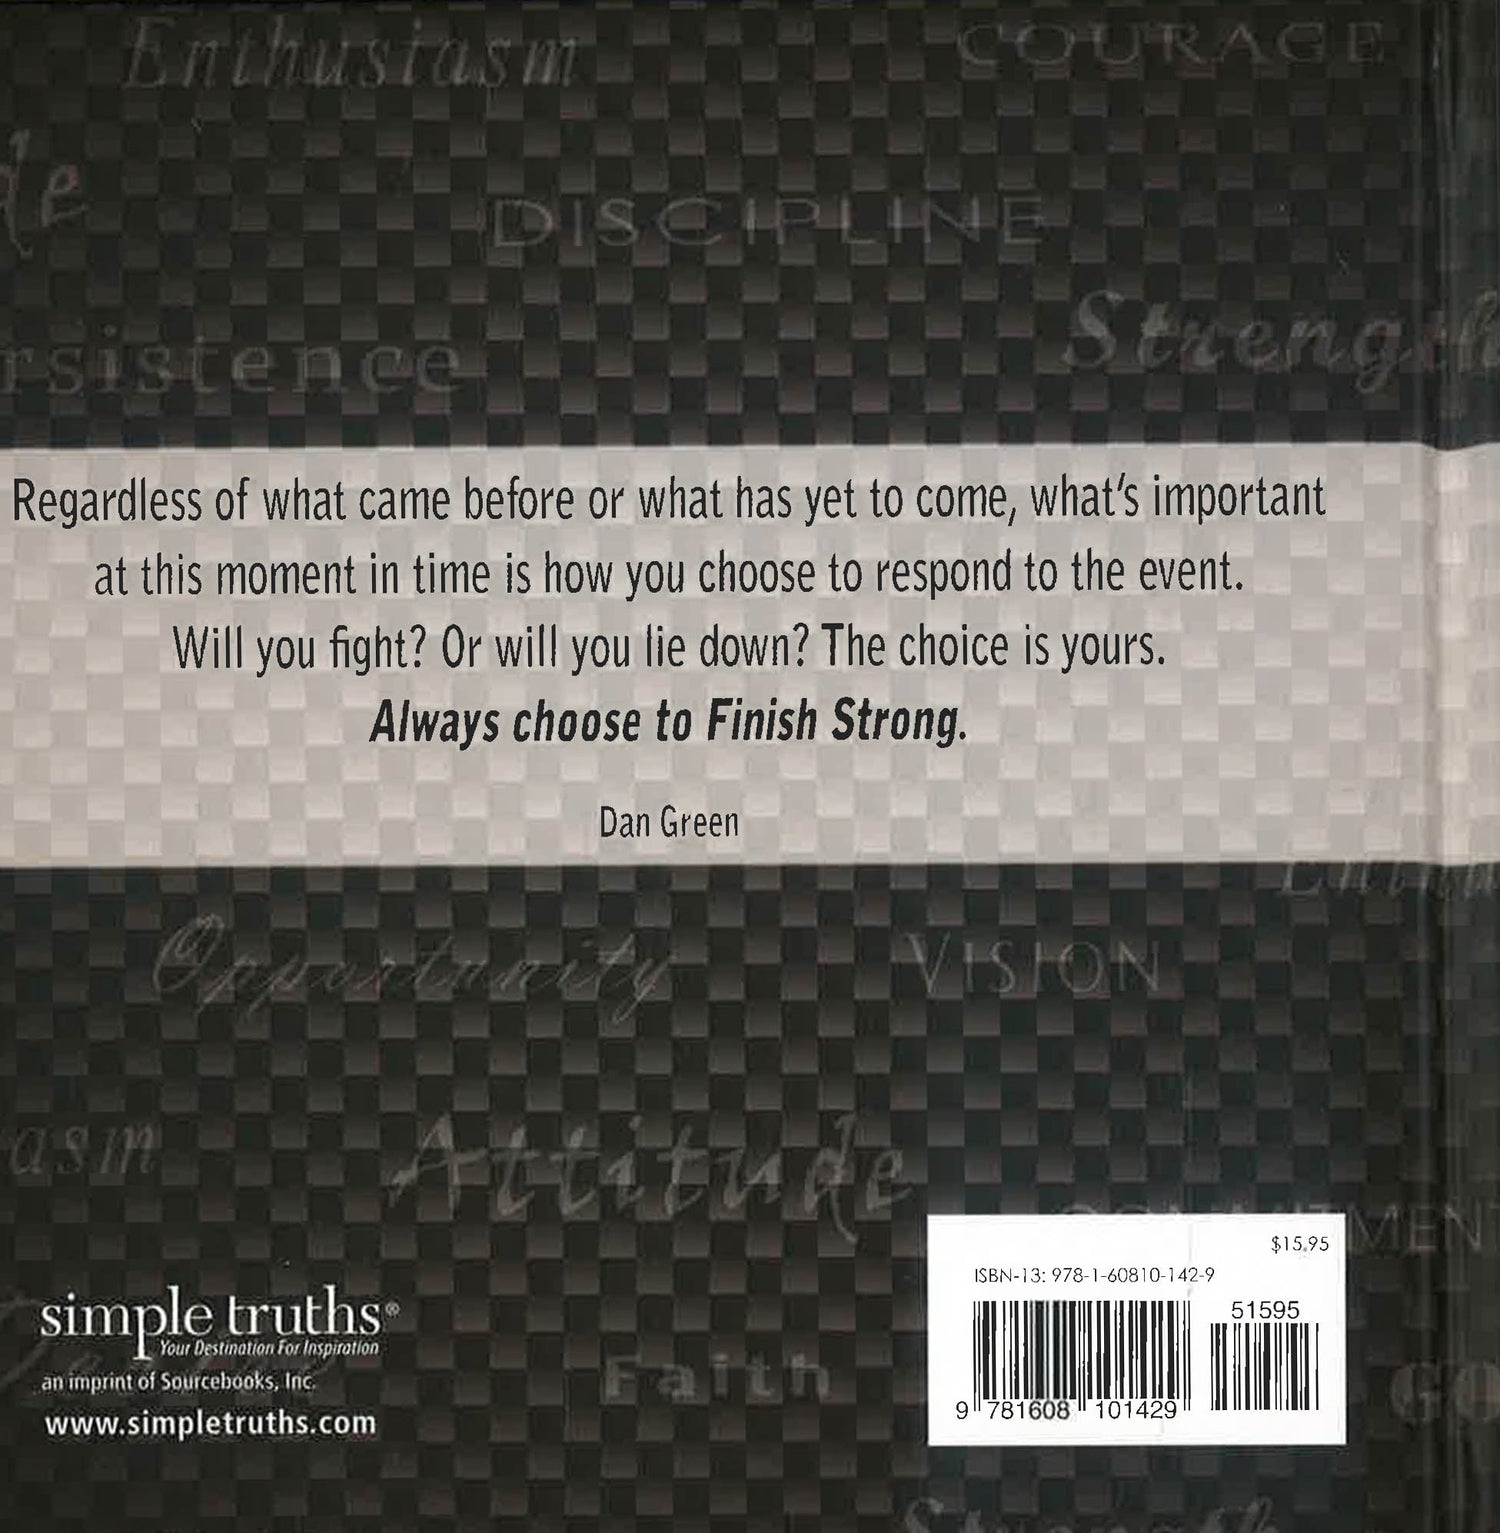 Enthusiasm
COURAGE
de
DISCIPLINE
rsistence
Strength
Regardless of what came before or what has yet to come, what's important
at this moment in time is how you choose to respond to the event.
Will you fight? Or will you lie down? The choice is yours.
Always choose to Finish Strong.
Dan Green
Opportunity
VISION
asm
Attitude
$15.95
ISBN-13: 978-1-60810-142-9
51595
9 781608 101429
simple truths®
Your Destination For Inspiration
an imprint of Sourcebooks, Inc.
www.simpletruths.com
Faith
Strength